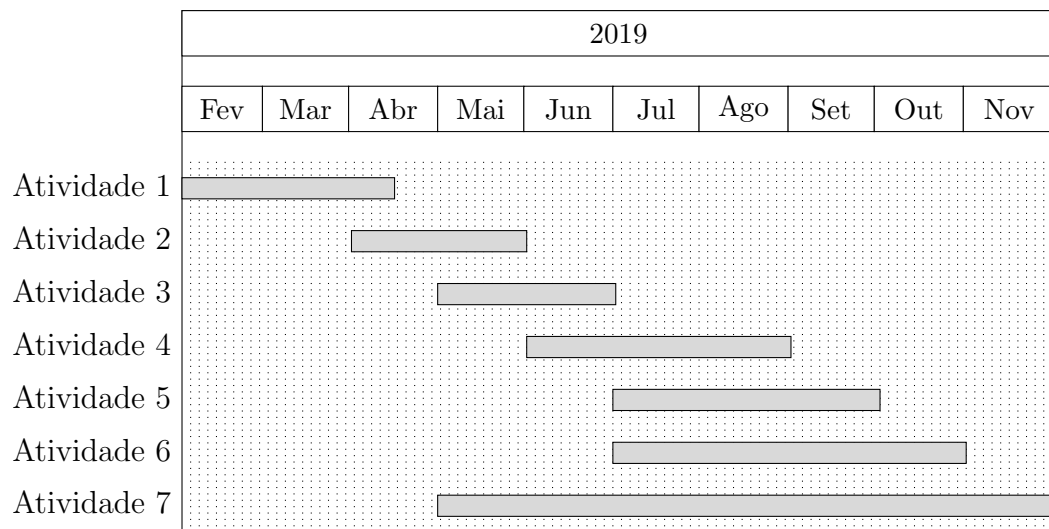 2019
Fev Mar Abr Mai Jun Jul Ago Set Out Nov
Atividade 1
Atividade 2
Atividade 3
Atividade 4
Atividade 5
Atividade 6
Atividade 7